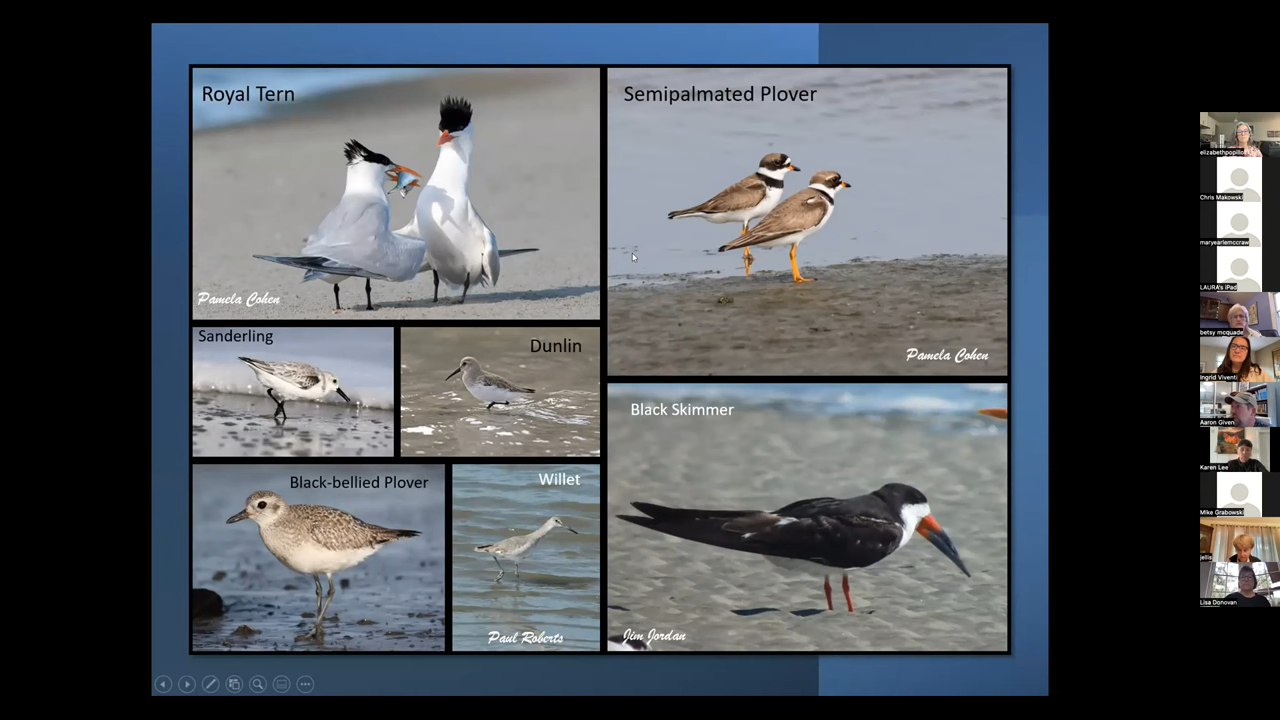 Royal Tern
Pamela Cohen
Semipalmated Plover
Pamela Cohen
Sanderling
Dunlin
Black-bellied Plover
Willet
Paul Roberts
Black Skimmer
Jim Jordan
Chris Makowski
maryearlemccraw
LAURA's iPad
betsy mcquade
Ingrid Viventi
Aaron Given
Karen Lee
Mike Grabowski
jellis
Lisa Donovan